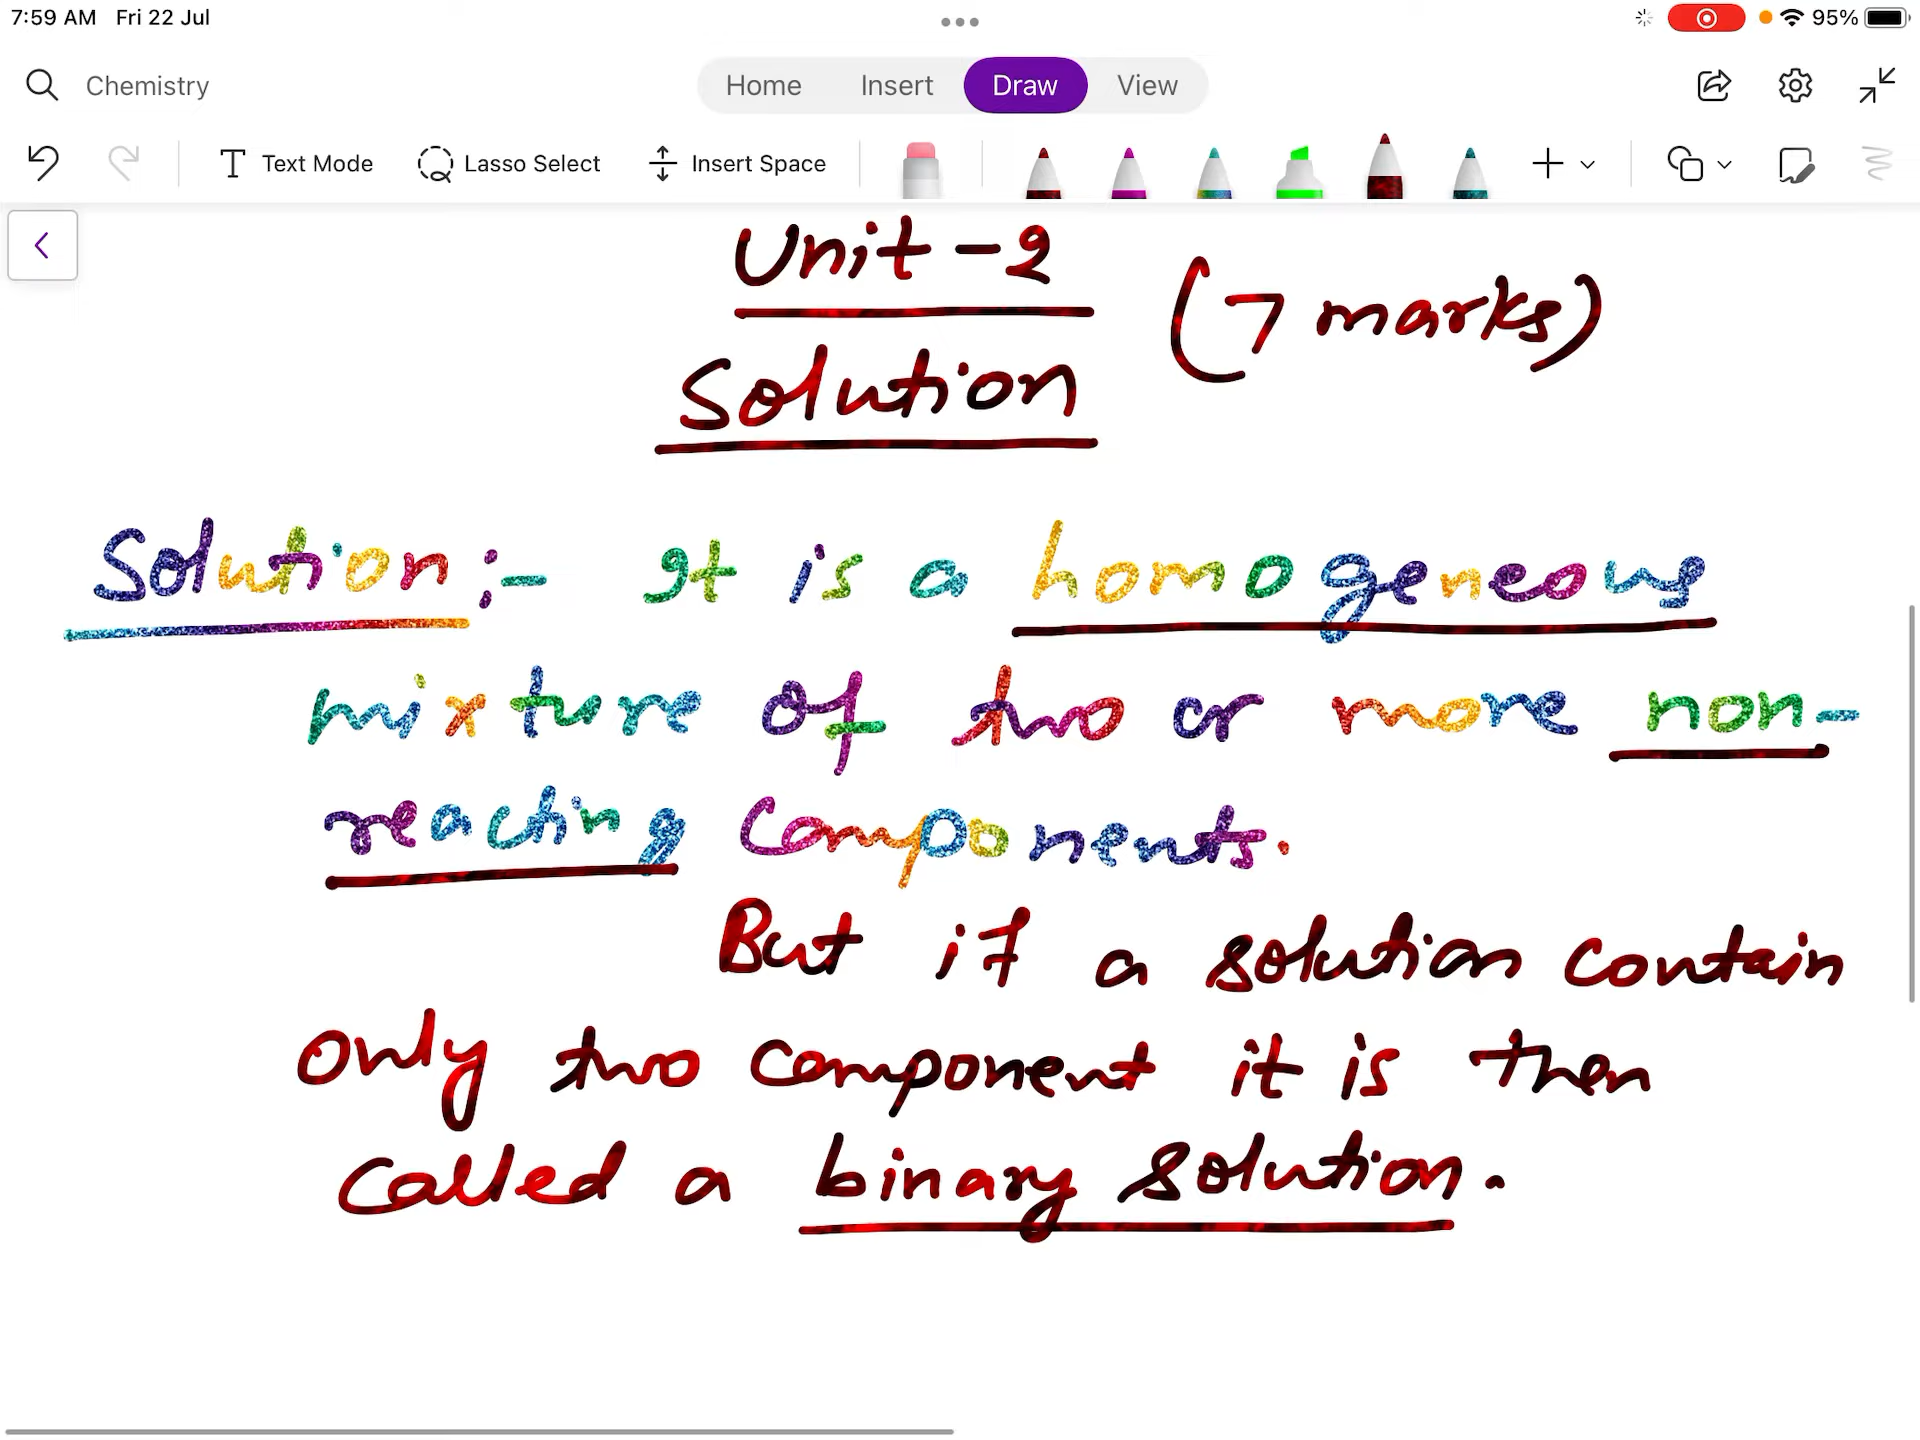 7:59 AM Fri 22 Jul 95%
Chemistry Home Insert Draw View
Text Mode Lasso Select Insert Space
Unit-2
(7 marks)
Solution
Solution:- It is a homogeneous
mixture of two or more non-
reacting components.
But if a solution contain
only two component it is then
called a binary solution.